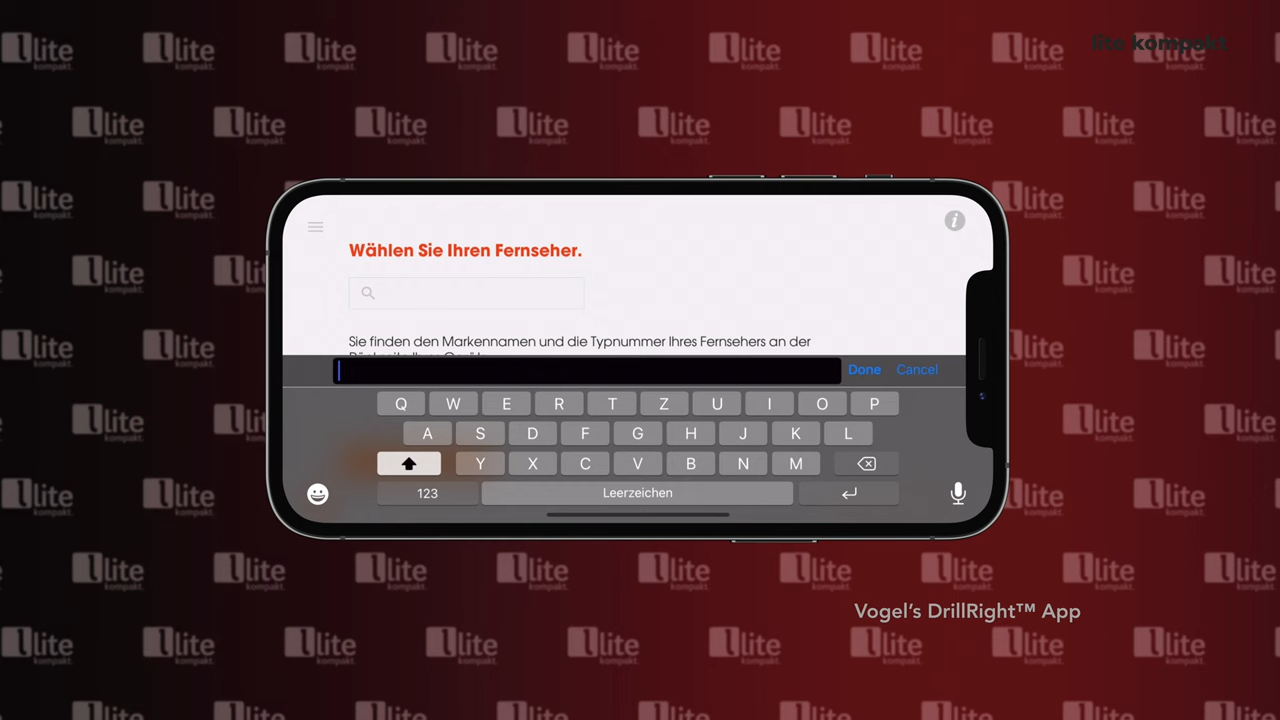 lite kompakt.
Wählen Sie Ihren Fernseher.
Sie finden den Markennamen und die Typnummer Ihres Fernsehers an der
Done Cancel
Q W E R T Z U I O P
A S D F G H J K L
Y X C V B N M
123 Leerzeichen
Vogel's DrillRight™ App